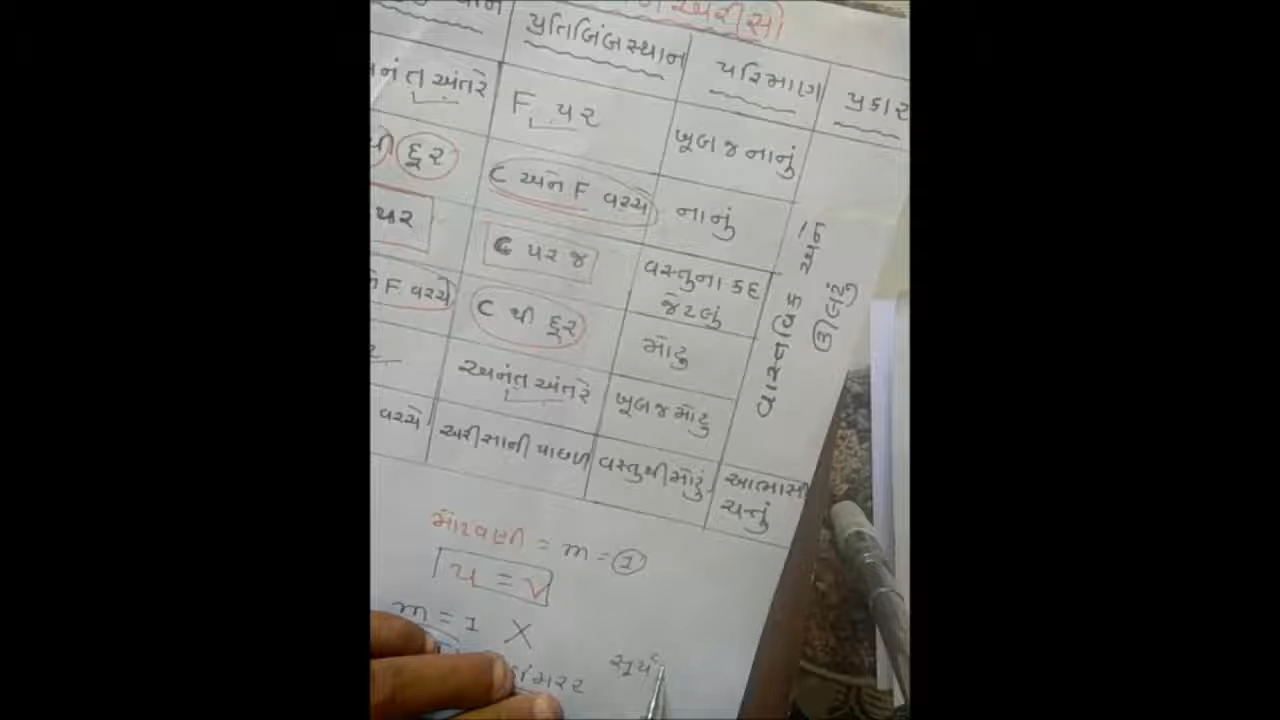 પ્રતિબિંબસ્થાન પરિમાણ પ્રકાર
અનંત અંતરે F પર ખૂબ જ નાનું
થી દૂર C અને F વચ્ચે નાનું
પર C પર જ વસ્તુના કદ જેટલું
F વચ્ચે C થી દૂર મોટુ
અનંત અંતરે ખૂબ જ મોટુ
વાસ્તવિક અને ઊલટું
વચ્ચે અરીસાની પાછળ વસ્તુથી મોટું આભાસી ચત્તું
મોટવણી = m = 1
u = v
m = 1 X
સૂર્ય